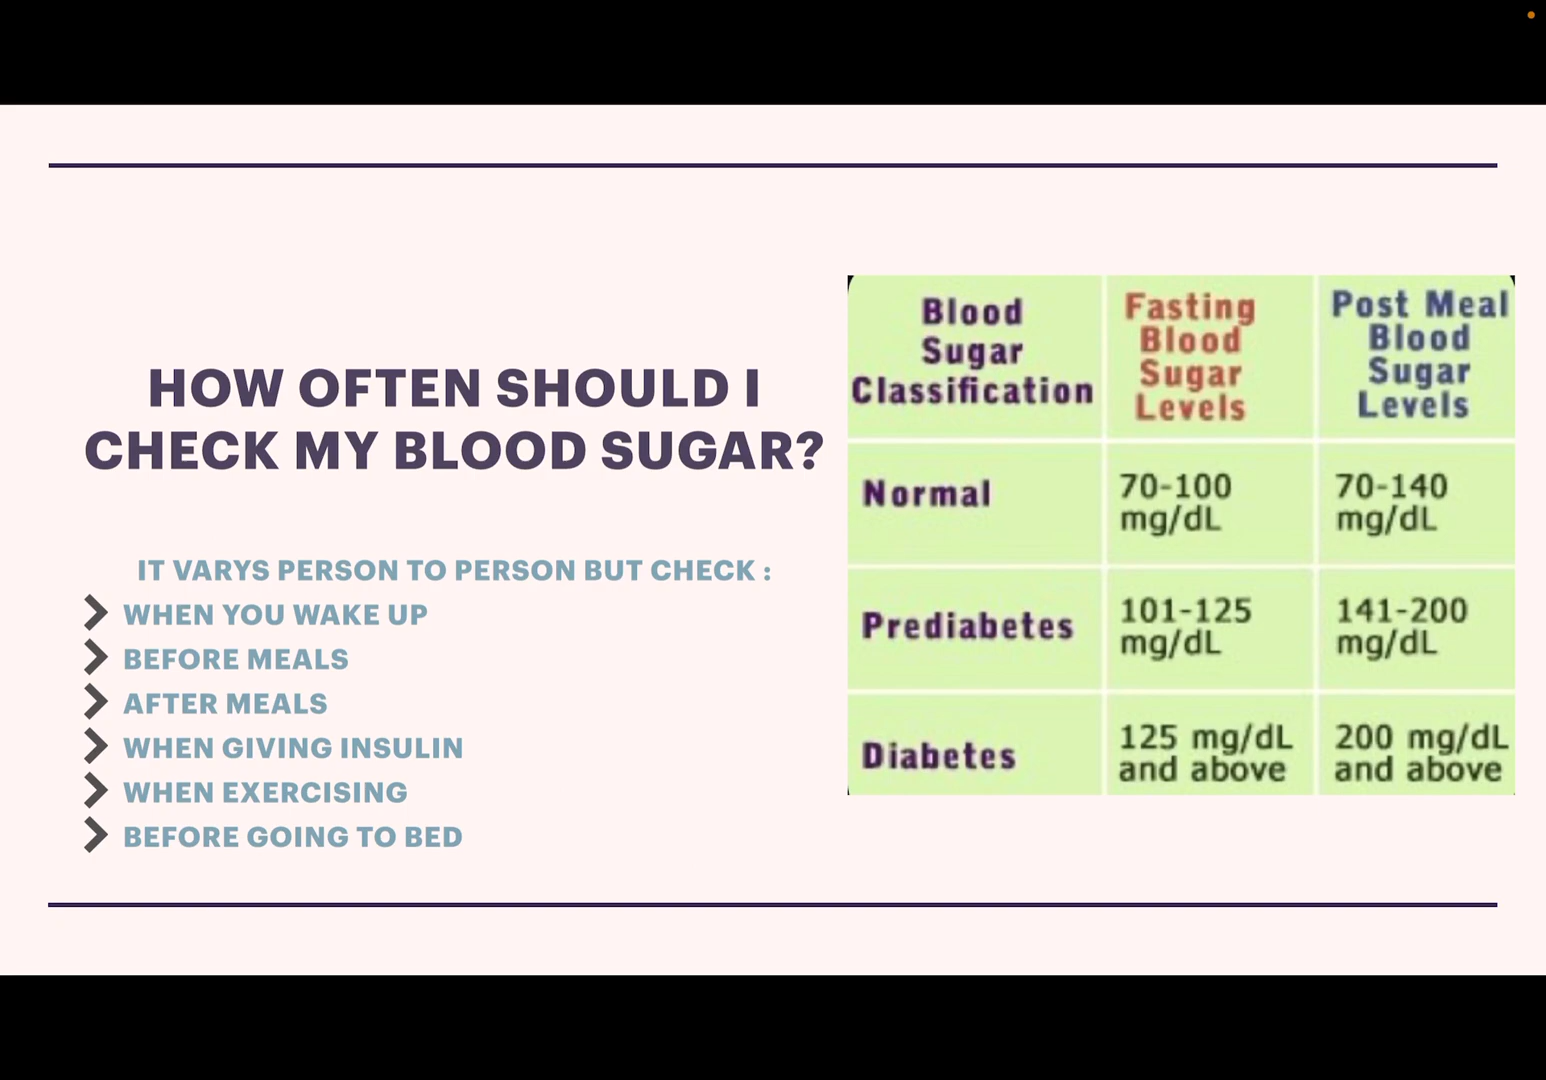 HOW OFTEN SHOULD I
CHECK MY BLOOD SUGAR?
IT VARYS PERSON TO PERSON BUT CHECK :
WHEN YOU WAKE UP
BEFORE MEALS
AFTER MEALS
WHEN GIVING INSULIN
WHEN EXERCISING
BEFORE GOING TO BED
Blood
Sugar
Classification
Fasting
Blood
Sugar
Levels
Post Meal
Blood
Sugar
Levels
Normal
70-100
mg/dL
70-140
mg/dL
Prediabetes
101-125
mg/dL
141-200
mg/dL
Diabetes
125 mg/dL
and above
200 mg/dL
and above